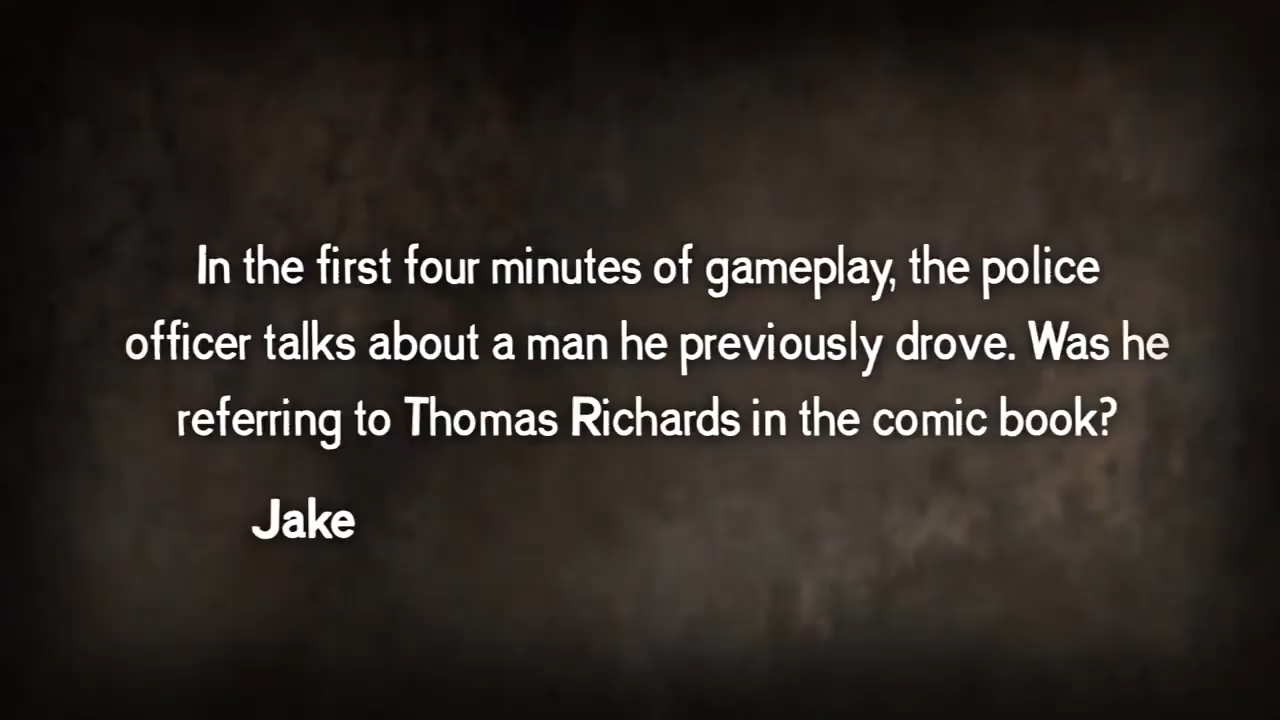 In the first four minutes of gameplay, the police
officer talks about a man he previously drove. Was he
referring to Thomas Richards in the comic book?
Jake